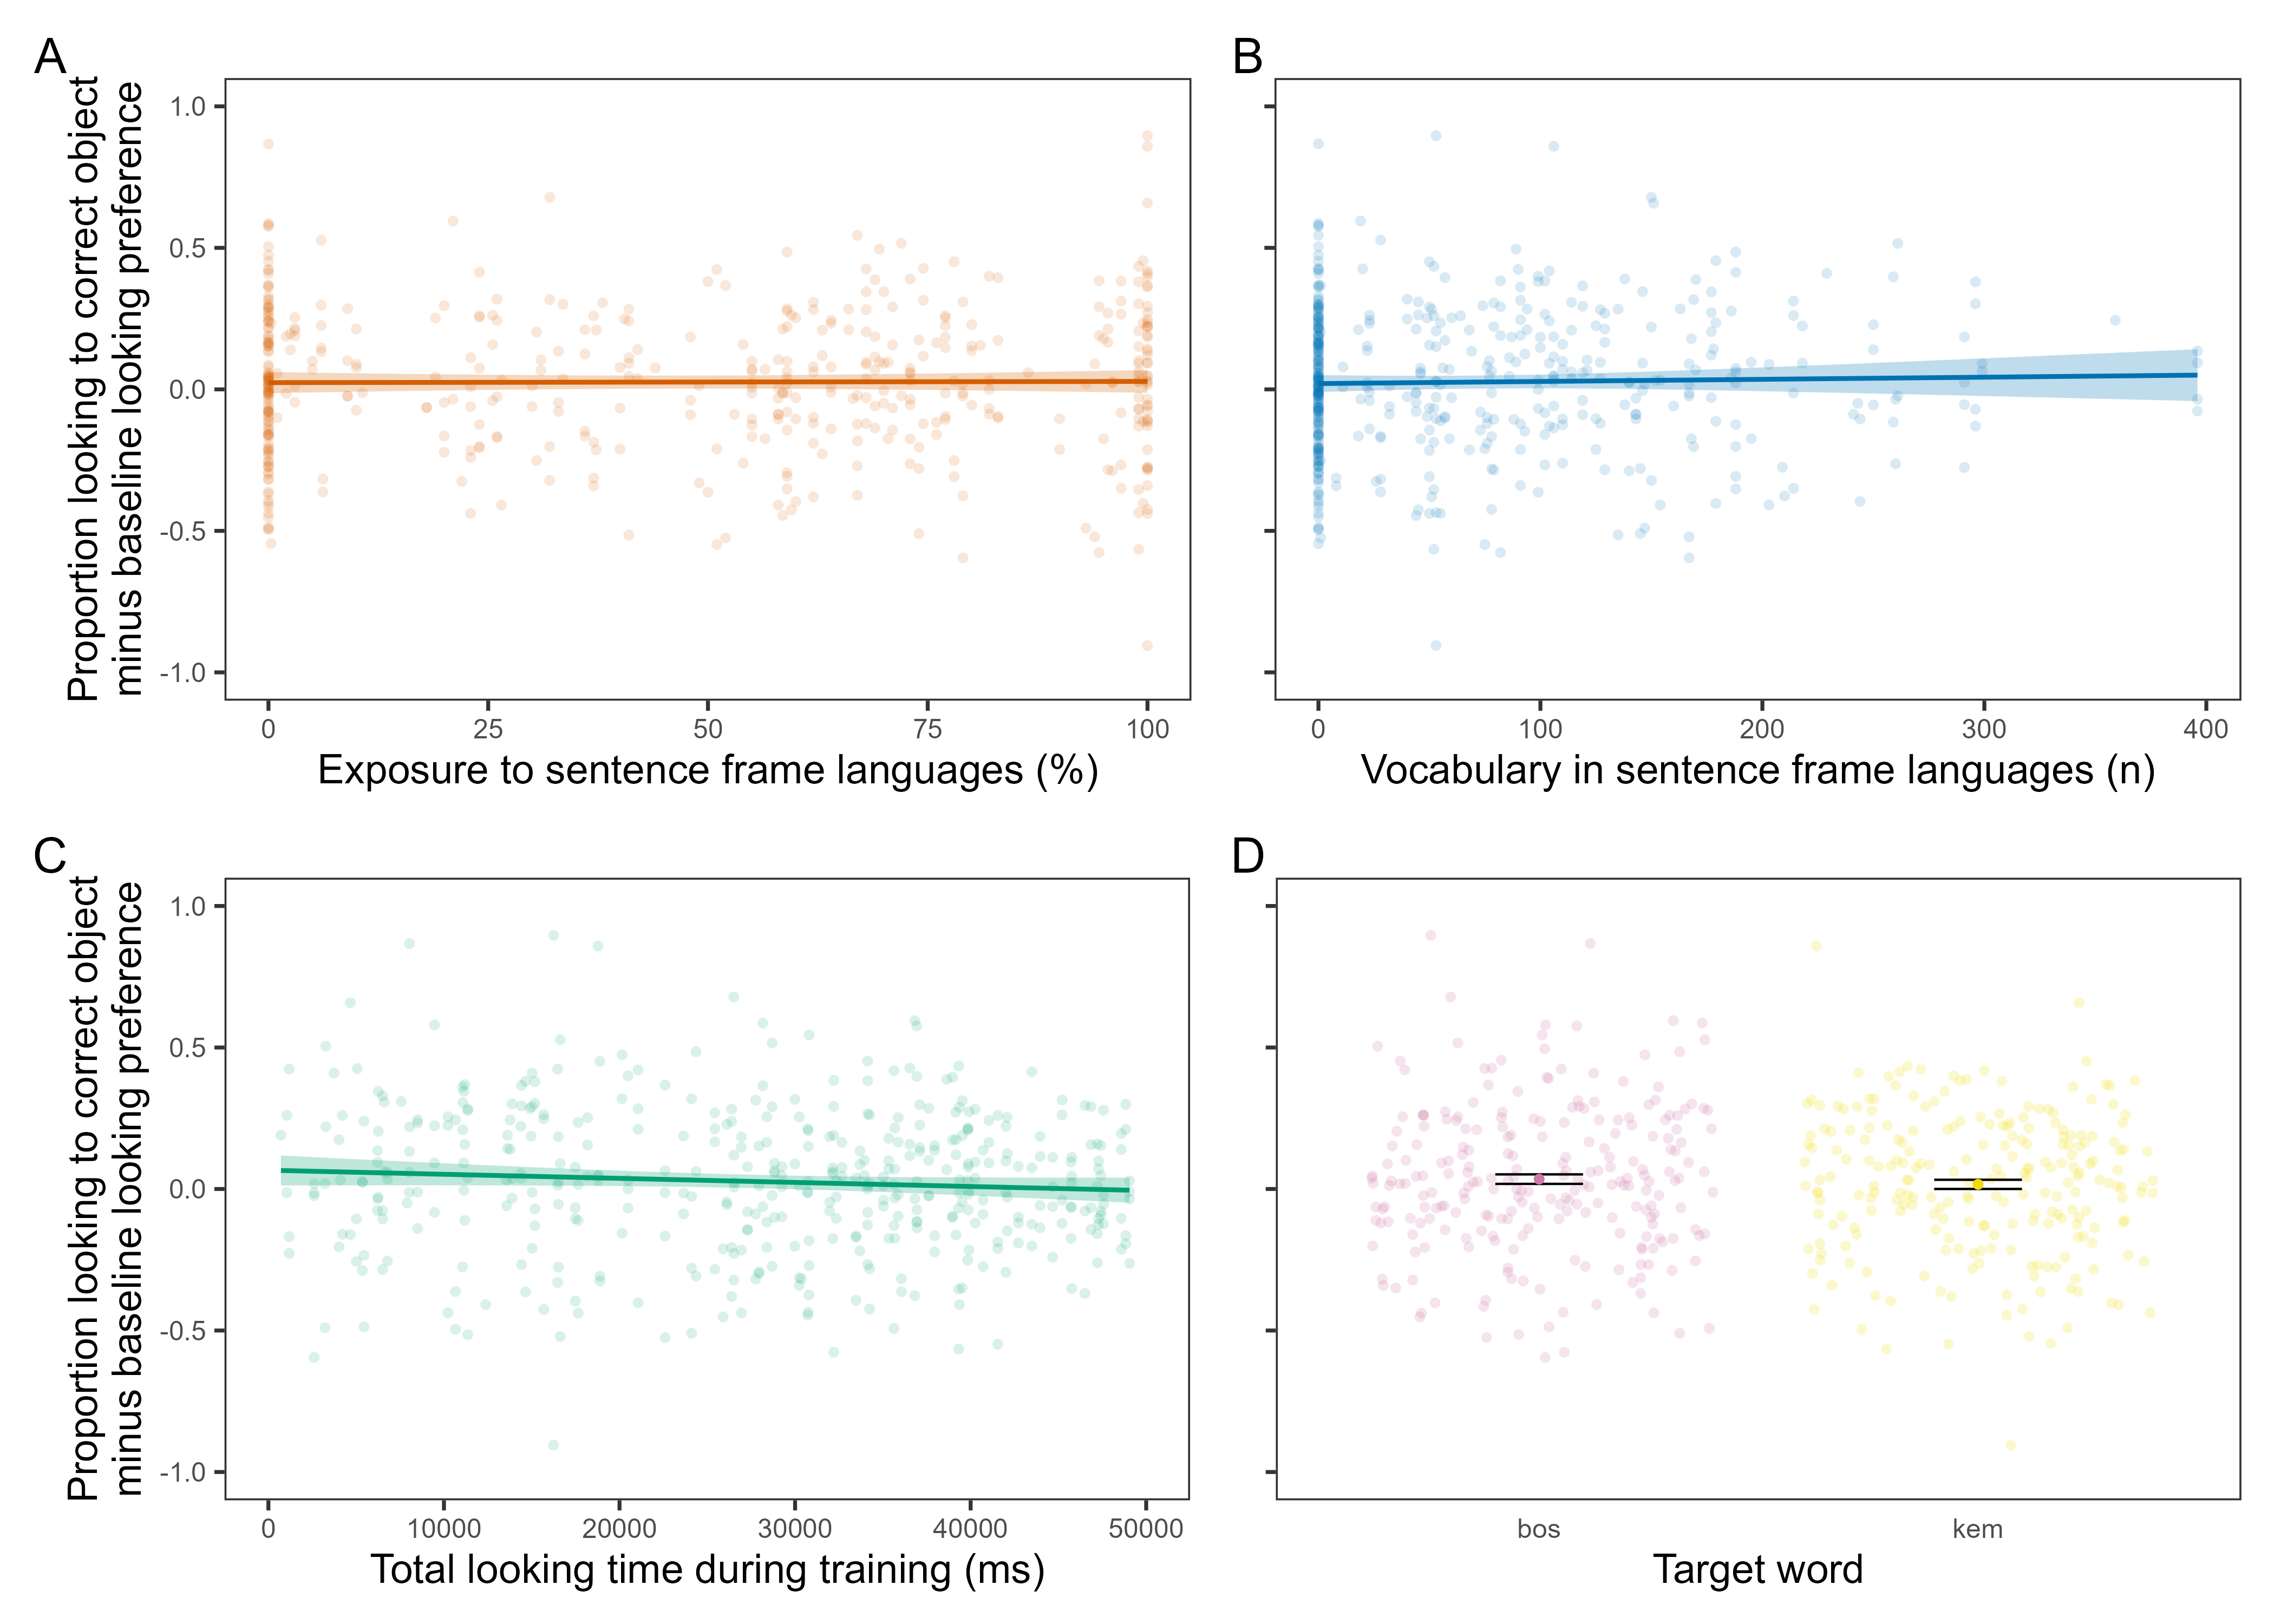 A
B
Proportion looking to correct object
minus baseline looking preference
1.0
0.5
0.0
-0.5
-1.0
0 25 50 75 100
Exposure to sentence frame languages (%)
0 100 200 300 400
Vocabulary in sentence frame languages (n)
C
D
Proportion looking to correct object
minus baseline looking preference
1.0
0.5
0.0
-0.5
-1.0
0 10000 20000 30000 40000 50000
Total looking time during training (ms)
bos kem
Target word